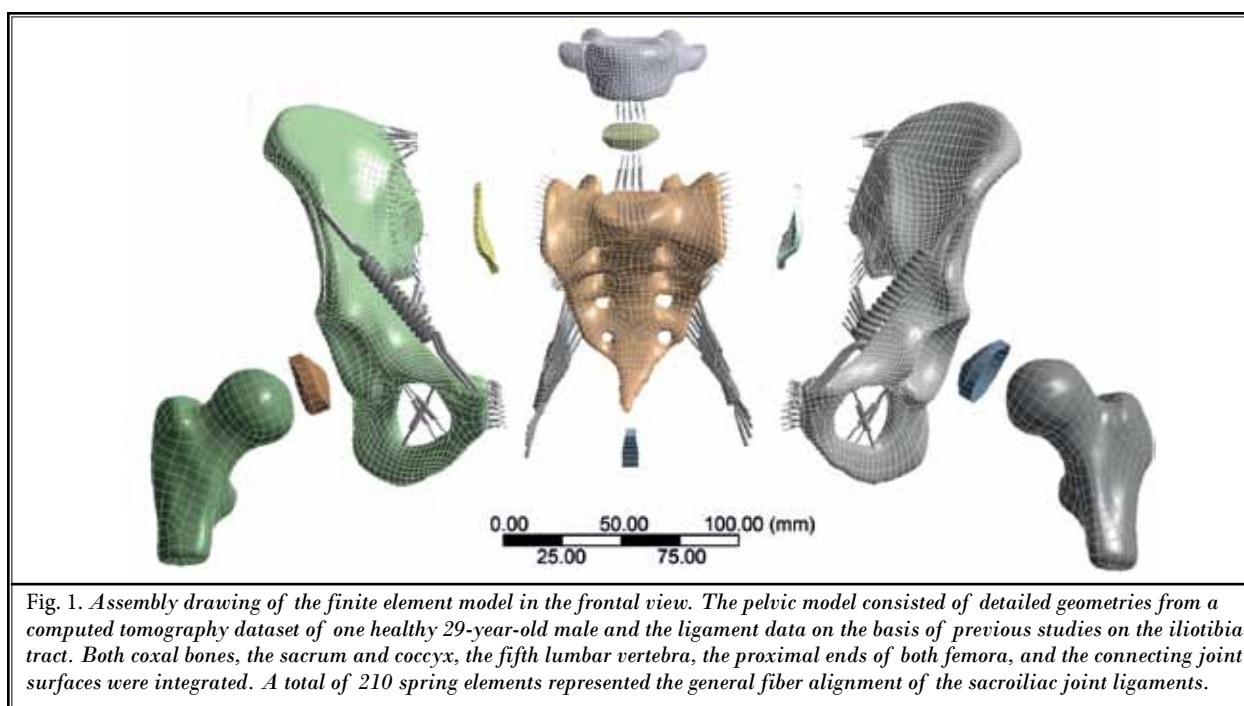 0.00 50.00 100.00 (mm)
25.00 75.00
Fig. 1. Assembly drawing of the finite element model in the frontal view. The pelvic model consisted of detailed geometries from a
computed tomography dataset of one healthy 29-year-old male and the ligament data on the basis of previous studies on the iliotibial
tract. Both coxal bones, the sacrum and coccyx, the fifth lumbar vertebra, the proximal ends of both femora, and the connecting joint
surfaces were integrated. A total of 210 spring elements represented the general fiber alignment of the sacroiliac joint ligaments.